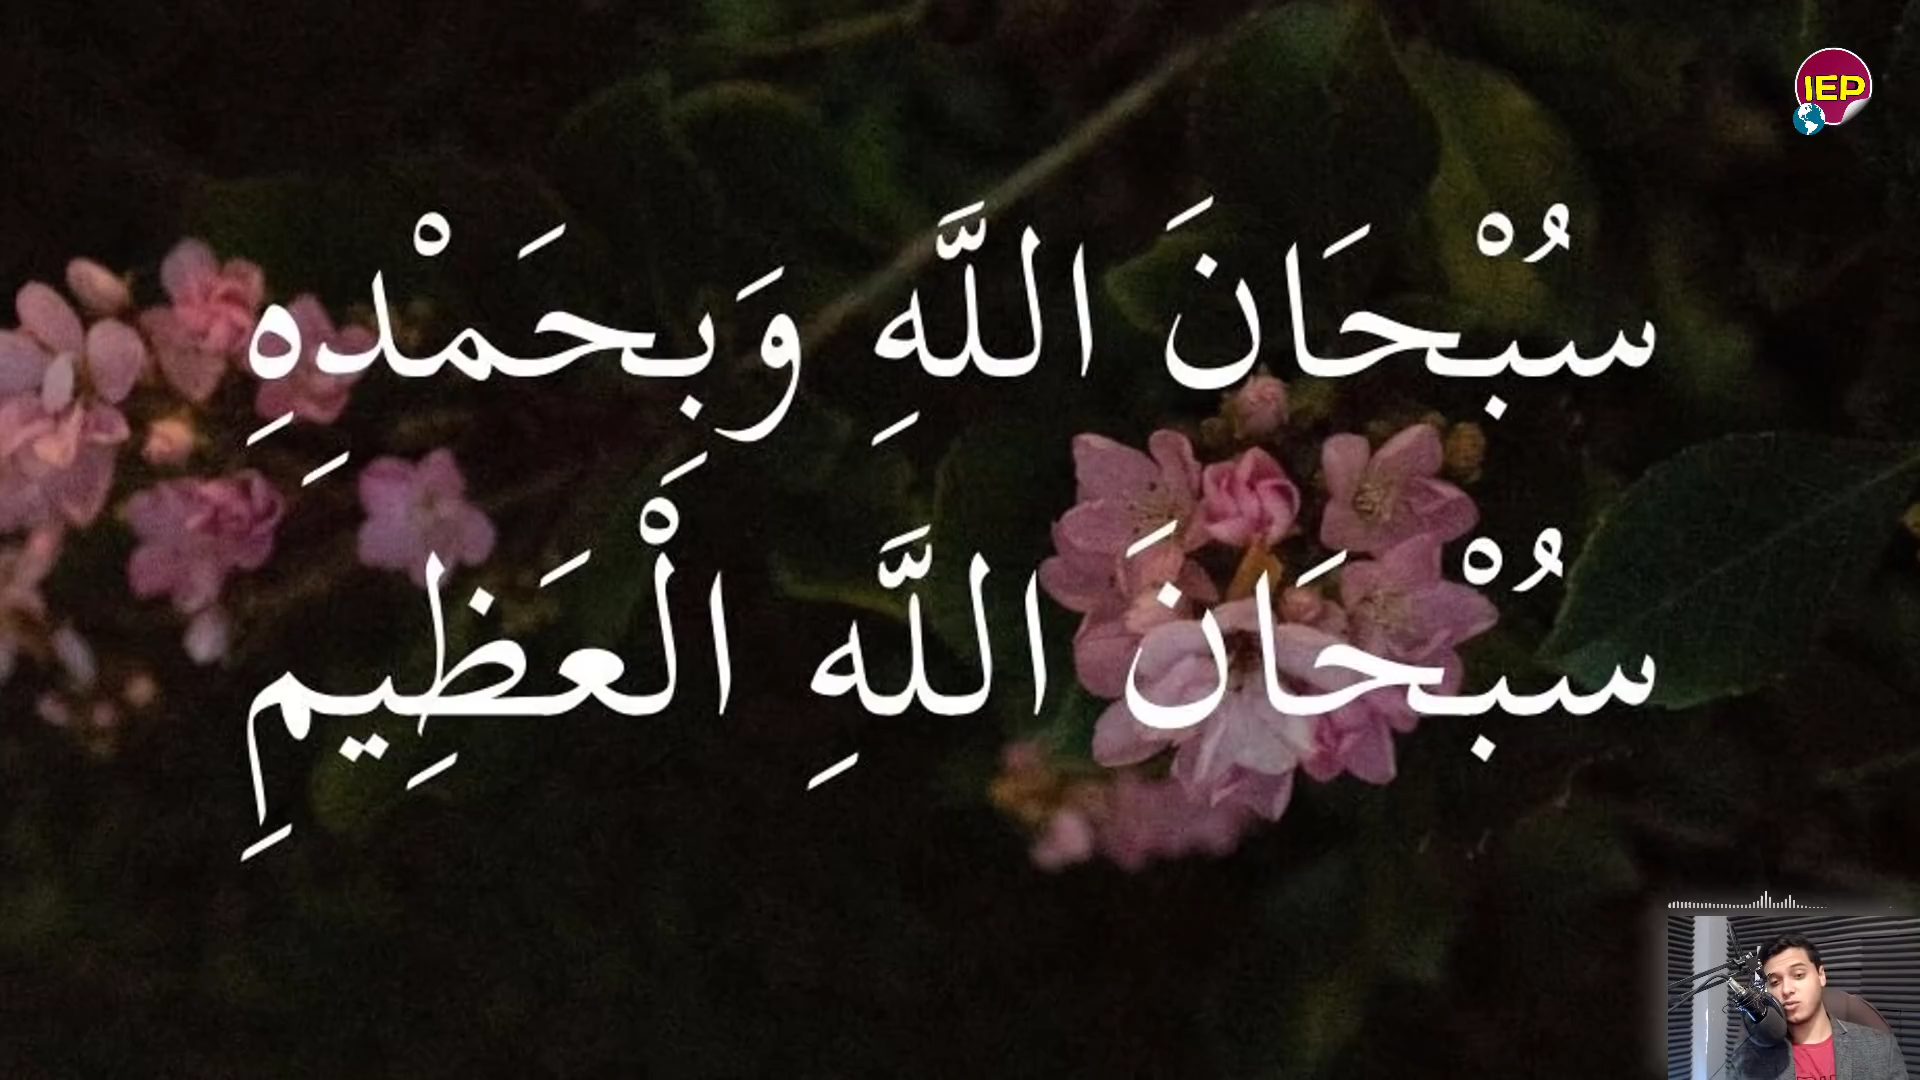 IEP
سُبْحَانَ اللَّهِ وَبِحَمْدِهِ
سُبْحَانَ اللَّهِ الْعَظِيمِ